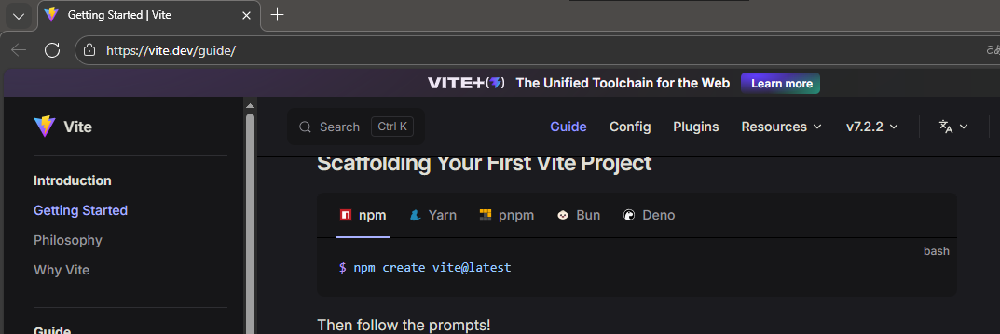 Getting Started | Vite
https://vite.dev/guide/
VITE+ The Unified Toolchain for the Web Learn more
Vite
Search Ctrl K
Guide Config Plugins Resources v7.2.2
Introduction
Getting Started
Philosophy
Why Vite
Guide
Scaffolding Your First Vite Project
npm Yarn pnpm Bun Deno
bash
$ npm create vite@latest
Then follow the prompts!